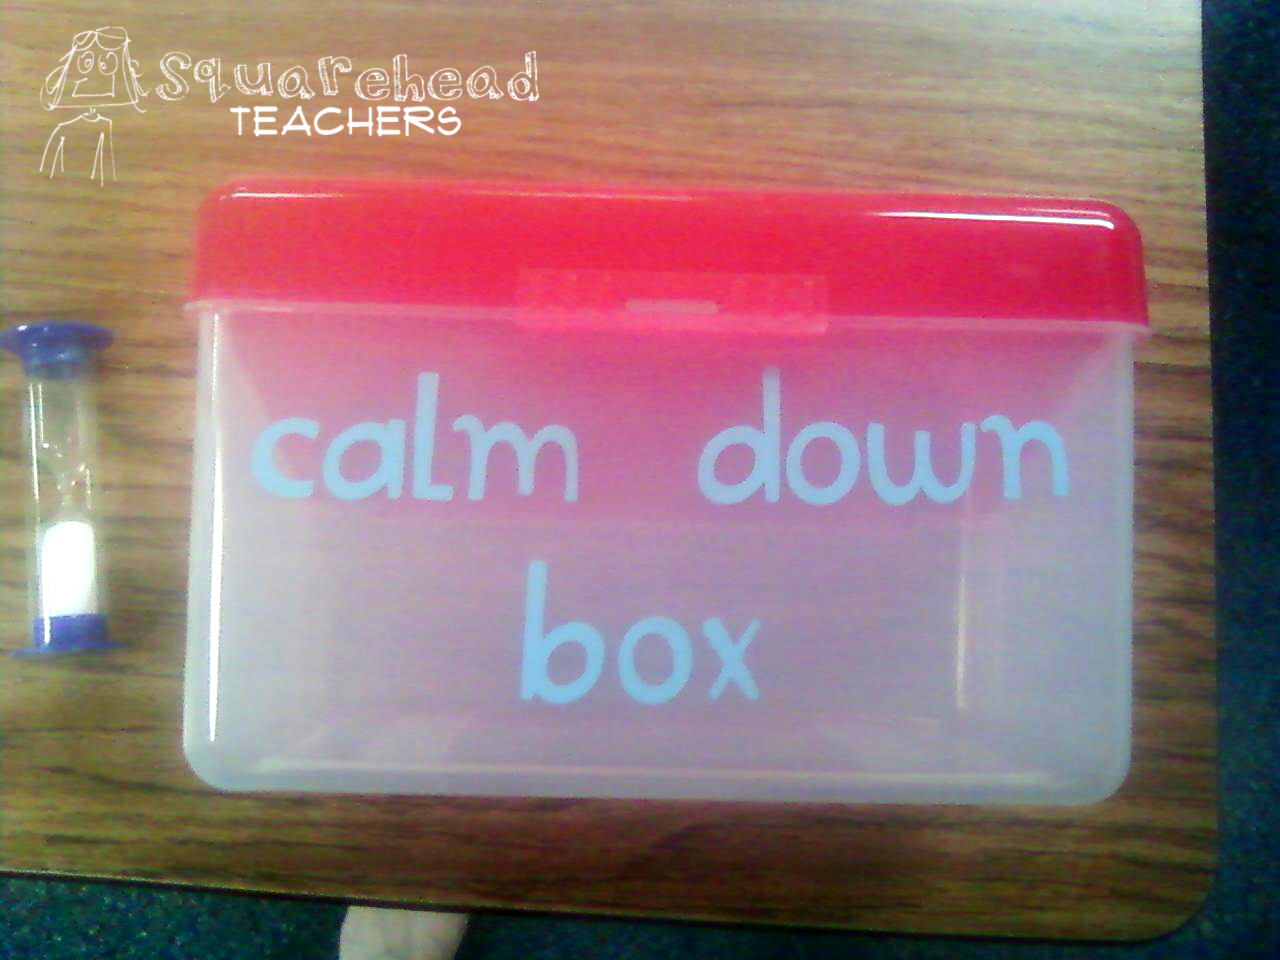 Squarehead
TEACHERS
calm down
box